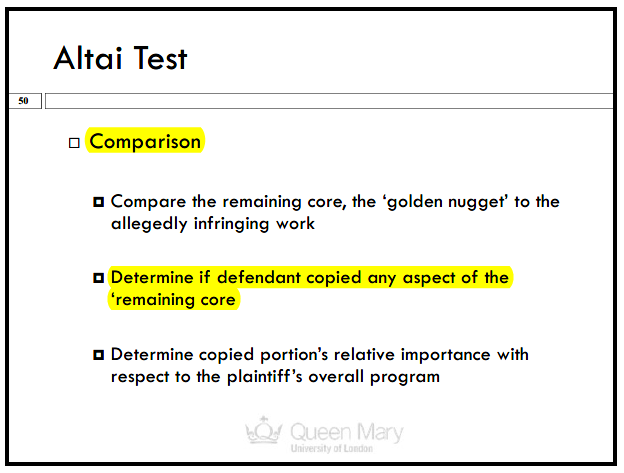 Altai Test
50
Comparison
Compare the remaining core, the ‘golden nugget’ to the
allegedly infringing work
Determine if defendant copied any aspect of the
‘remaining core
Determine copied portion’s relative importance with
respect to the plaintiff’s overall program
Queen Mary
University of London